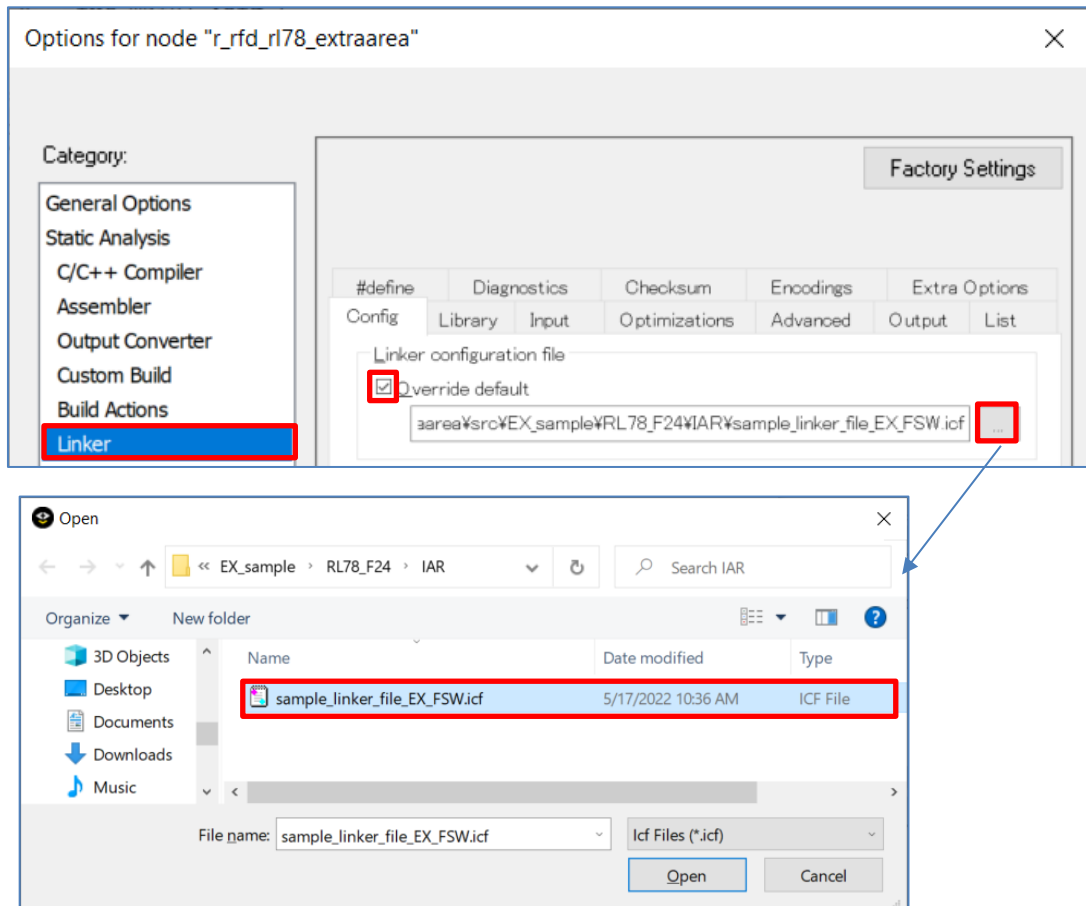 Options for node "r_rfd_rl78_extraarea"
Category:
Factory Settings
General Options
Static Analysis
C/C++ Compiler
Assembler
Output Converter
Custom Build
Build Actions
Linker
#define Diagnostics Checksum Encodings Extra Options
Config Library Input Optimizations Advanced Output List
Linker configuration file
Override default
aarea¥src¥EX_sample¥RL78_F24¥IAR¥sample_linker_file_EX_FSW.icf ...
Open
« EX_sample › RL78_F24 › IAR Search IAR
Organize New folder
3D Objects
Desktop
Documents
Downloads
Music
Name Date modified Type
sample_linker_file_EX_FSW.icf 5/17/2022 10:36 AM ICF File
File name: sample_linker_file_EX_FSW.icf Icf Files (*.icf)
Open Cancel